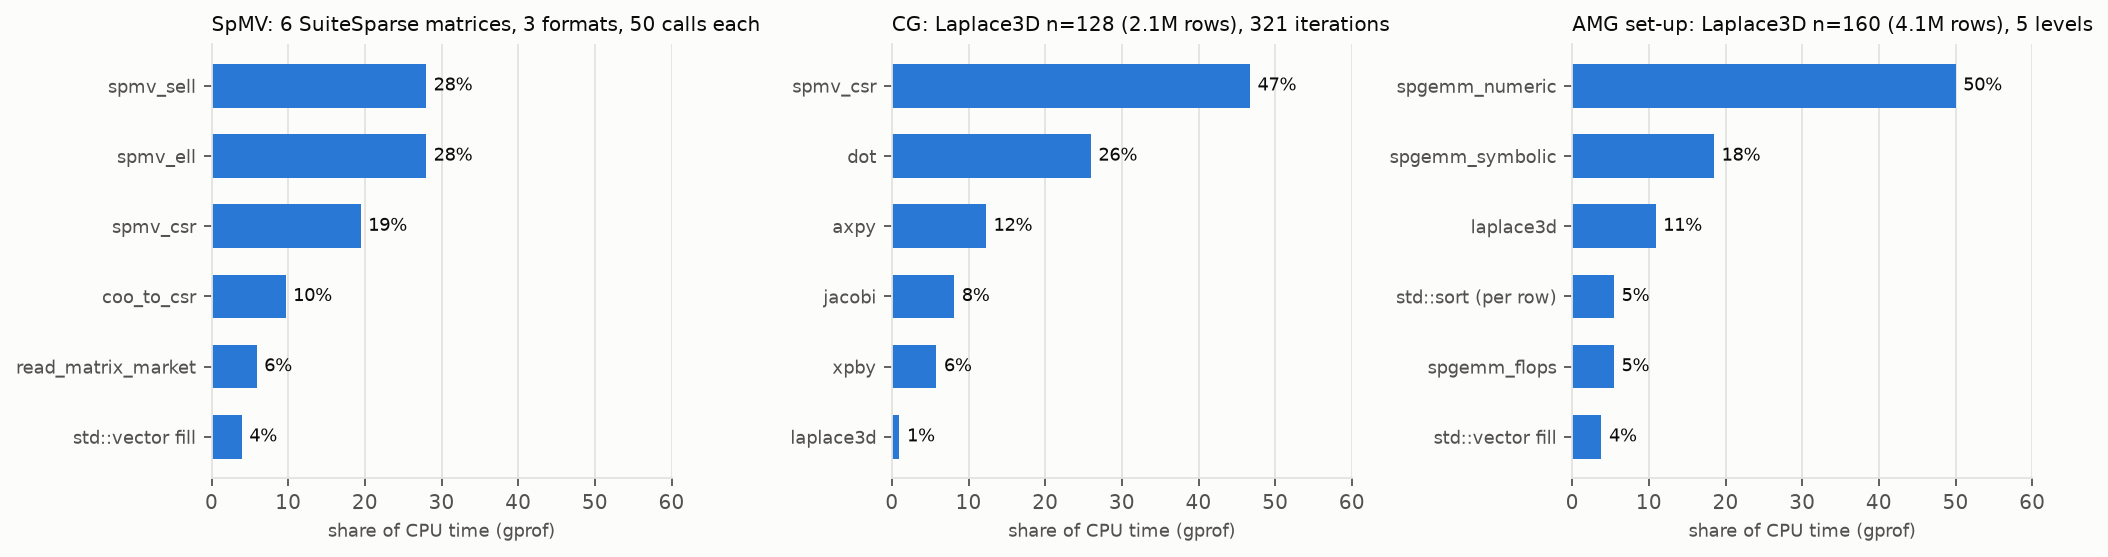 SpMV: 6 SuiteSparse matrices, 3 formats, 50 calls each
spmv_sell 28%
spmv_ell 28%
spmv_csr 19%
coo_to_csr 10%
read_matrix_market 6%
std::vector fill 4%
0 10 20 30 40 50 60
share of CPU time (gprof)
CG: Laplace3D n=128 (2.1M rows), 321 iterations
spmv_csr 47%
dot 26%
axpy 12%
jacobi 8%
xpby 6%
laplace3d 1%
0 10 20 30 40 50 60
share of CPU time (gprof)
AMG set-up: Laplace3D n=160 (4.1M rows), 5 levels
spgemm_numeric 50%
spgemm_symbolic 18%
laplace3d 11%
std::sort (per row) 5%
spgemm_flops 5%
std::vector fill 4%
0 10 20 30 40 50 60
share of CPU time (gprof)